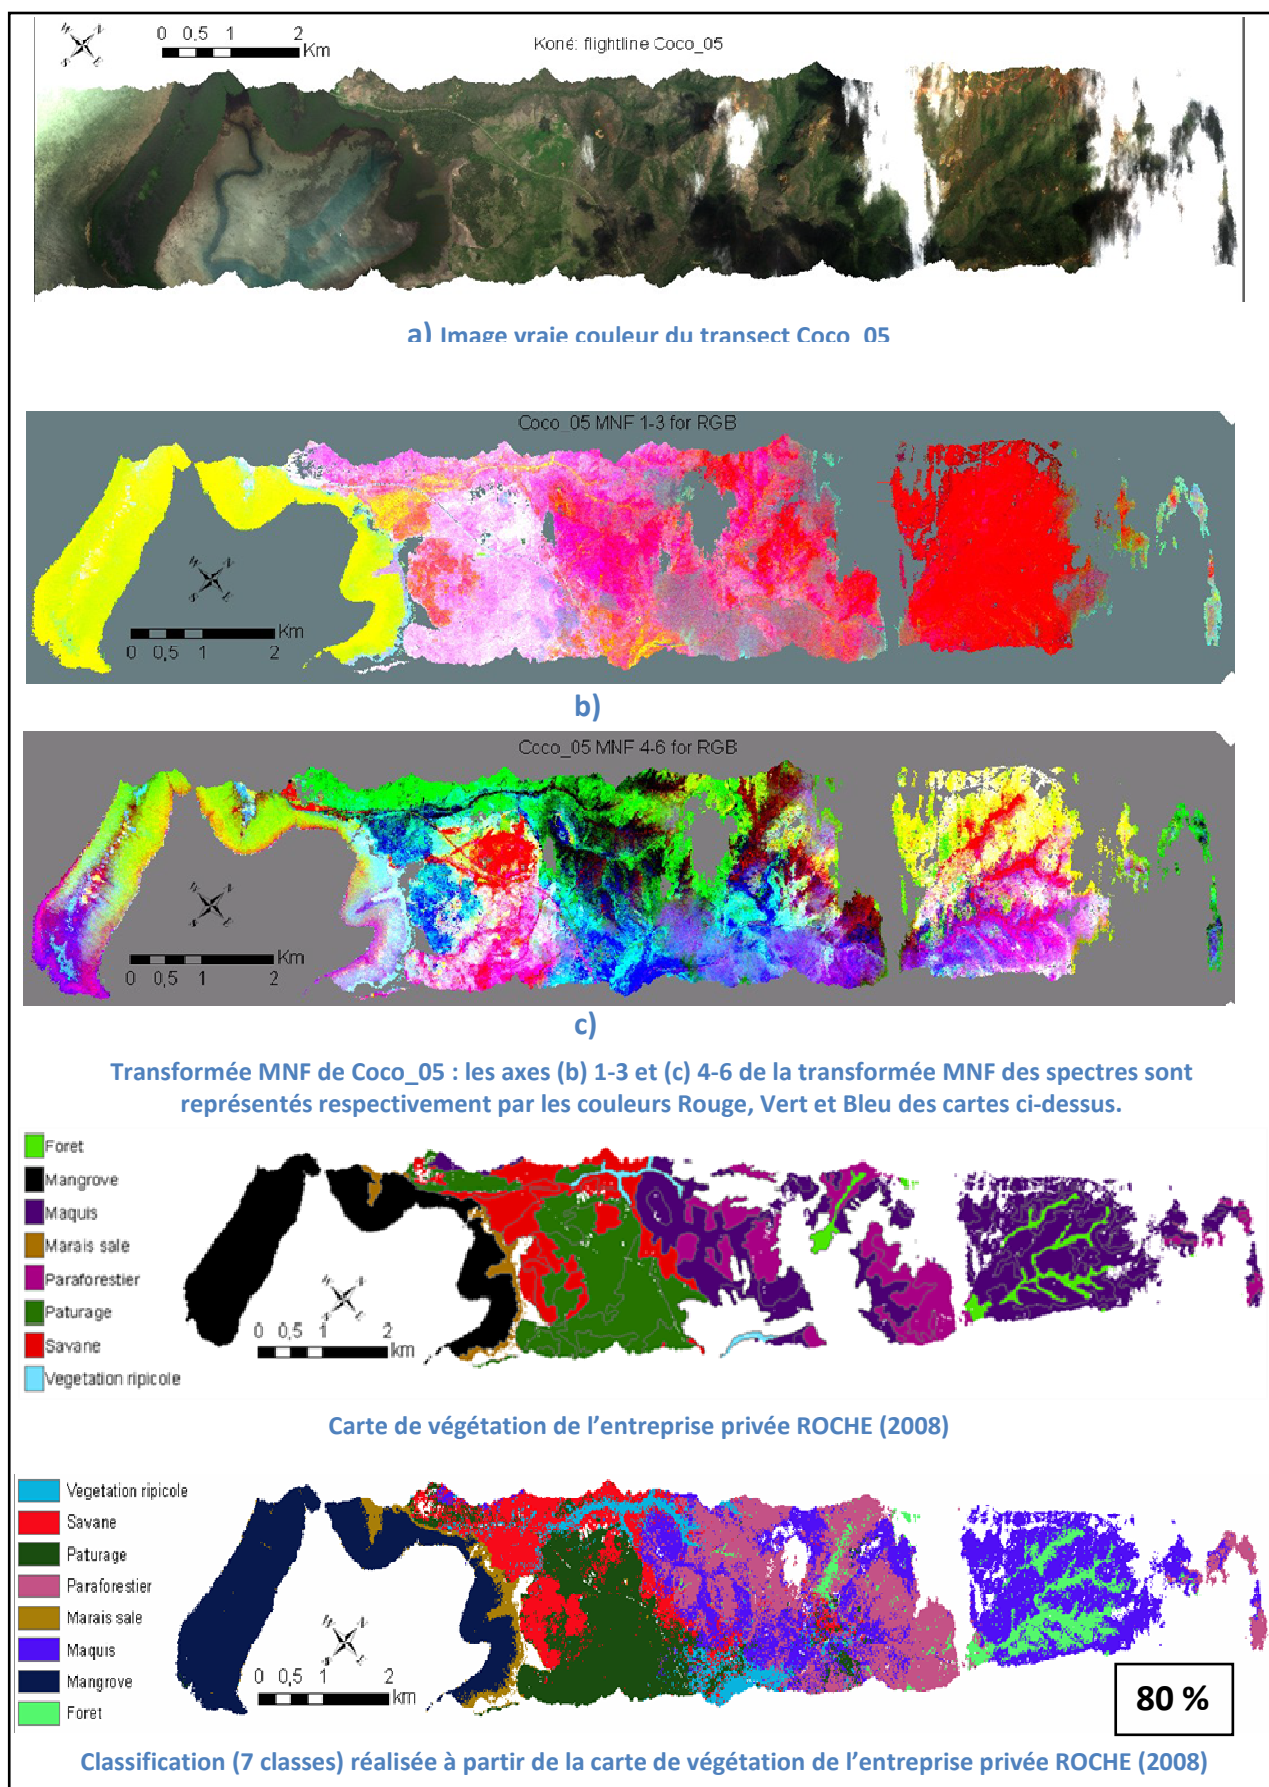 0 0,5 1 2
Km
Koné: flightline Coco_05
a) Image vraie couleur du transect Coco_05
Coco_05 MNF 1-3 for RGB
Km
0 0,5 1 2
b)
Coco_05 MNF 4-6 for RGB
Km
0 0,5 1 2
c)
Transformée MNF de Coco_05 : les axes (b) 1-3 et (c) 4-6 de la transformée MNF des spectres sont
représentés respectivement par les couleurs Rouge, Vert et Bleu des cartes ci-dessus.
Foret
Mangrove
Maquis
Marais sale
Paraforestier
Paturage
Savane
Vegetation ripicole
0 0,5 1 2
km
Carte de végétation de l'entreprise privée ROCHE (2008)
Vegetation ripicole
Savane
Paturage
Paraforestier
Marais sale
Maquis
Mangrove
Foret
0 0,5 1 2
km
80 %
Classification (7 classes) réalisée à partir de la carte de végétation de l'entreprise privée ROCHE (2008)